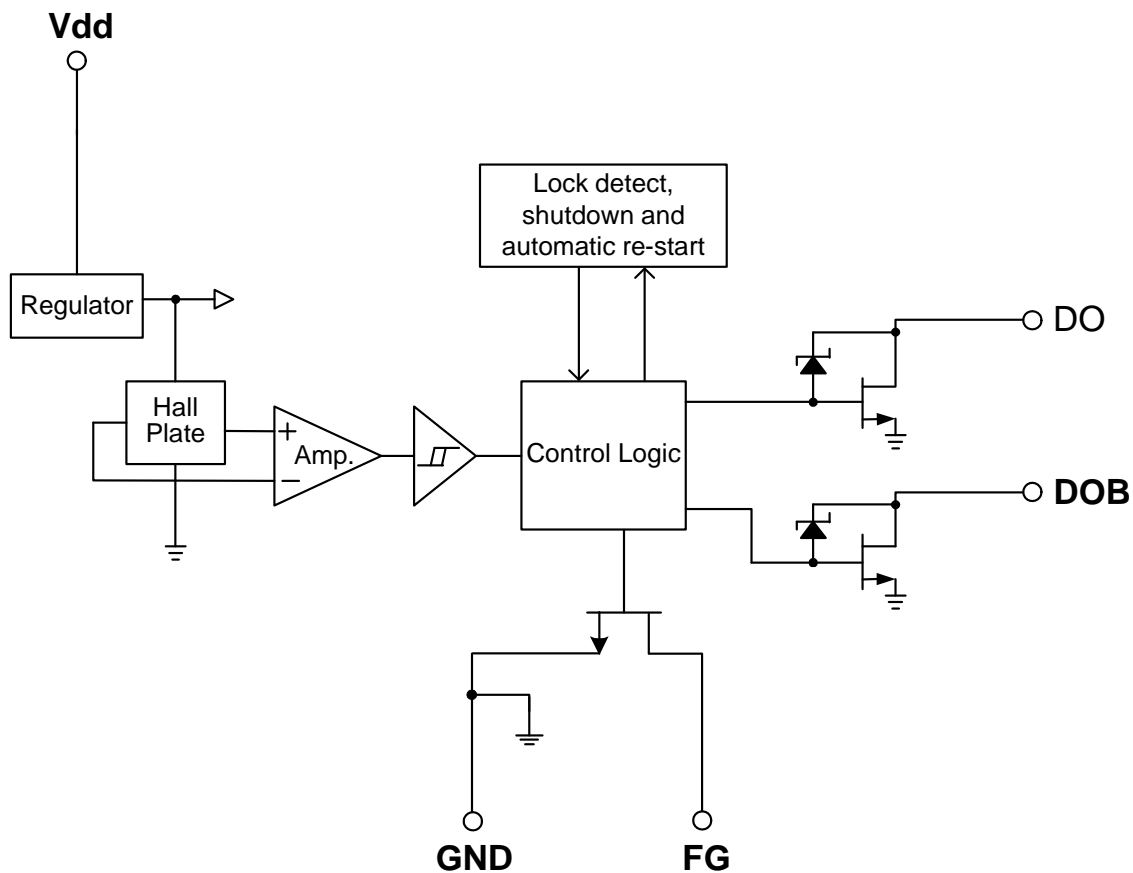 Vdd
Lock detect,
shutdown and
automatic re-start
Regulator
DO
Hall
Plate
+
Amp.
−
Control Logic
DOB
GND
FG